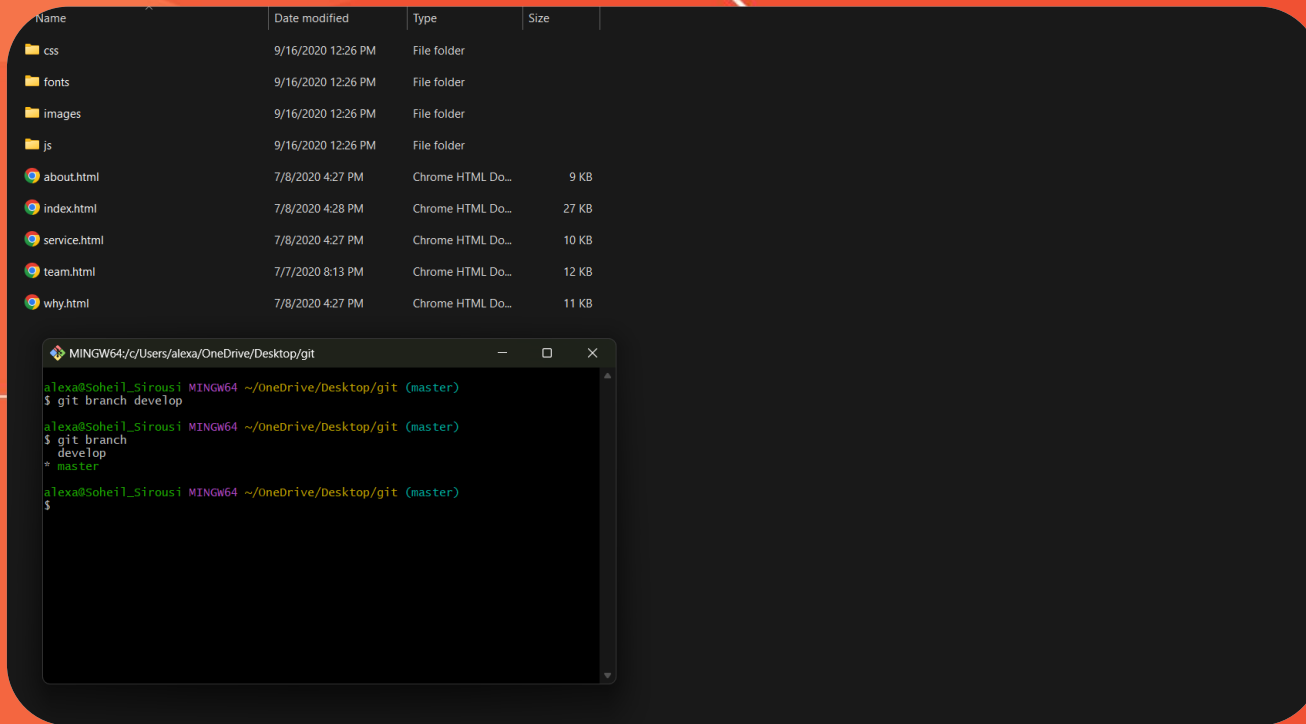 Name Date modified Type Size
css 9/16/2020 12:26 PM File folder
fonts 9/16/2020 12:26 PM File folder
images 9/16/2020 12:26 PM File folder
js 9/16/2020 12:26 PM File folder
about.html 7/8/2020 4:27 PM Chrome HTML Do... 9 KB
index.html 7/8/2020 4:28 PM Chrome HTML Do... 27 KB
service.html 7/8/2020 4:27 PM Chrome HTML Do... 10 KB
team.html 7/7/2020 8:13 PM Chrome HTML Do... 12 KB
why.html 7/8/2020 4:27 PM Chrome HTML Do... 11 KB
MINGW64:/c/Users/alexa/OneDrive/Desktop/git
alexa@Soheil_Sirousi MINGW64 ~/OneDrive/Desktop/git (master)
$ git branch develop
alexa@Soheil_Sirousi MINGW64 ~/OneDrive/Desktop/git (master)
$ git branch
develop
* master
alexa@Soheil_Sirousi MINGW64 ~/OneDrive/Desktop/git (master)
$